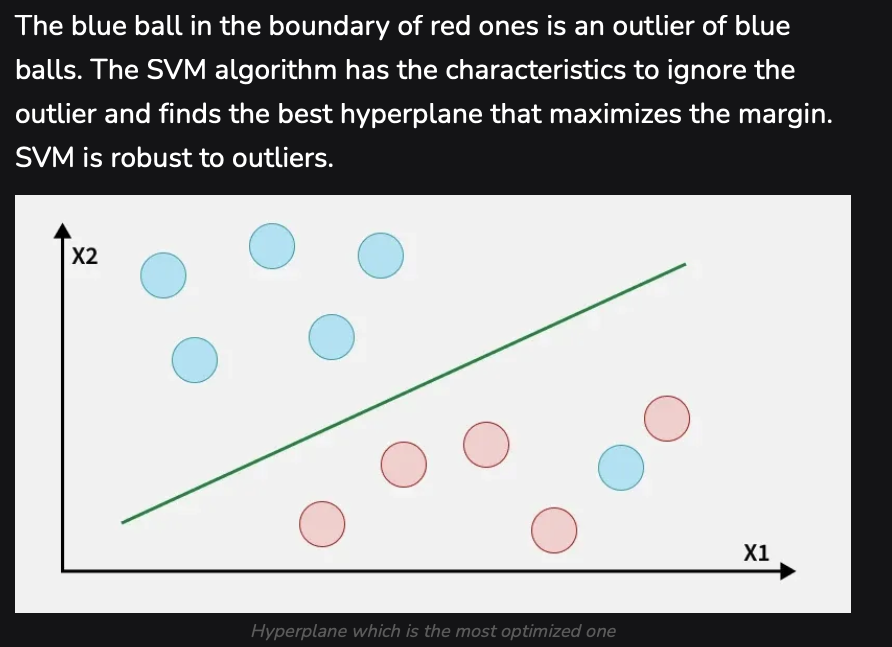 The blue ball in the boundary of red ones is an outlier of blue
balls. The SVM algorithm has the characteristics to ignore the
outlier and finds the best hyperplane that maximizes the margin.
SVM is robust to outliers.
X2
X1
Hyperplane which is the most optimized one